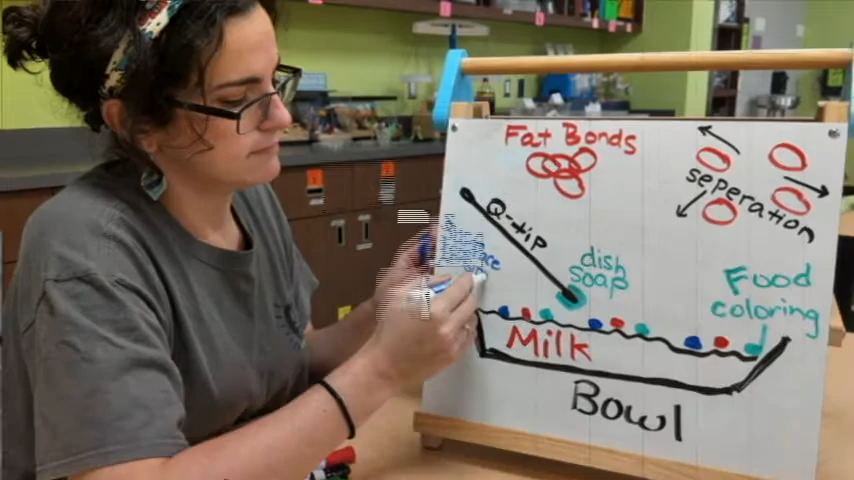 Fat Bonds
seperation
Q-tip
dish
soap
Food
coloring
Milk
Bowl